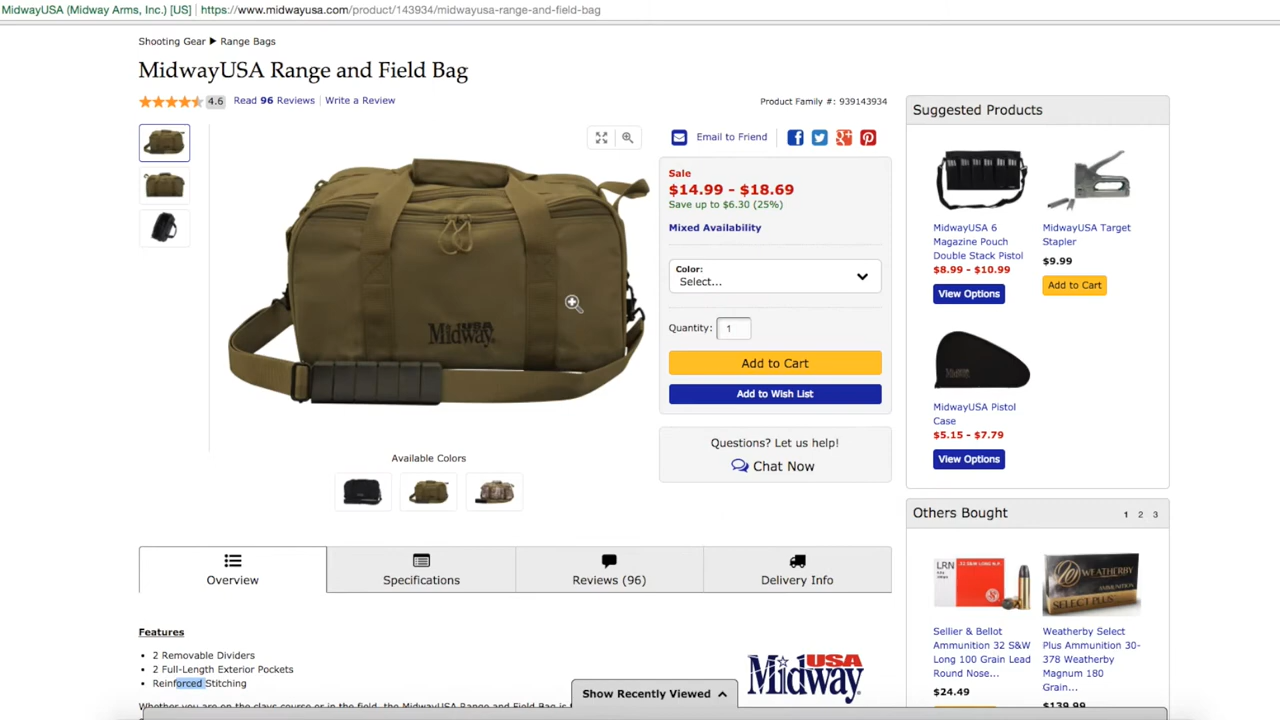 MidwayUSA (Midway Arms, Inc.) [US] https://www.midwayusa.com/product/143934/midwayusa-range-and-field-bag
Shooting Gear ▶ Range Bags
MidwayUSA Range and Field Bag
4.6 Read 96 Reviews Write a Review
Product Family #: 939143934
Email to Friend
Sale
$14.99 - $18.69
Save up to $6.30 (25%)
Mixed Availability
Color:
Select...
Quantity: 1
Add to Cart
Add to Wish List
Questions? Let us help!
Chat Now
USA
Midway
Available Colors
Overview
Specifications
Reviews (96)
Delivery Info
Features
• 2 Removable Dividers
• 2 Full-Length Exterior Pockets
• Reinforced Stitching
Whether you are on the clays course or in the field, the MidwayUSA Range and Field Bag is
USA
Midway
Show Recently Viewed
Suggested Products
MidwayUSA 6
Magazine Pouch
Double Stack Pistol
$8.99 - $10.99
View Options
MidwayUSA Target
Stapler
$9.99
Add to Cart
MidwayUSA Pistol
Case
$5.15 - $7.79
View Options
Others Bought
1 2 3
LRN
WEATHERBY
AMMUNITION
SELECT PLUS
Sellier & Bellot
Ammunition 32 S&W
Long 100 Grain Lead
Round Nose...
$24.49
Weatherby Select
Plus Ammunition 30-
378 Weatherby
Magnum 180
Grain...
$139.99